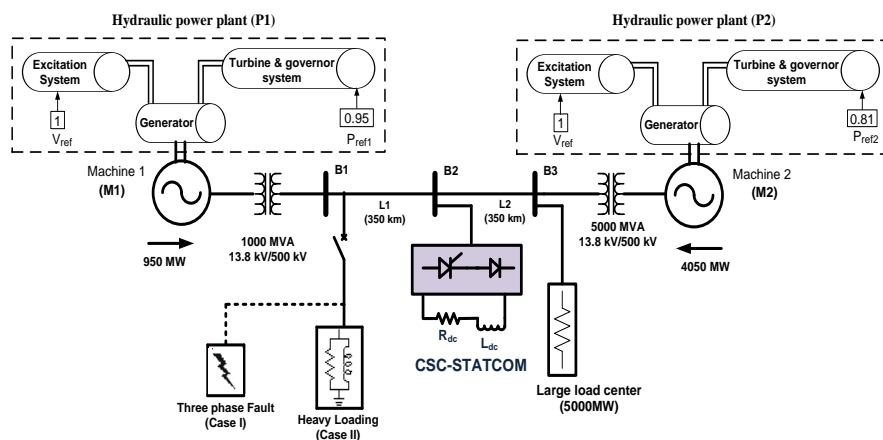 Hydraulic power plant (P1)
Hydraulic power plant (P2)
Excitation
System
Turbine & governor
system
Generator
1
Vref
0.95
Pref1
Excitation
System
Turbine & governor
system
Generator
1
Vref
0.81
Pref2
Machine 1
(M1)
Machine 2
(M2)
B1
B2
B3
L1
(350 km)
L2
(350 km)
1000 MVA
13.8 kV/500 kV
5000 MVA
13.8 kV/500 kV
950 MW
4050 MW
Rdc
Ldc
CSC-STATCOM
Large load center
(5000MW)
Three phase Fault
(Case I)
Heavy Loading
(Case II)